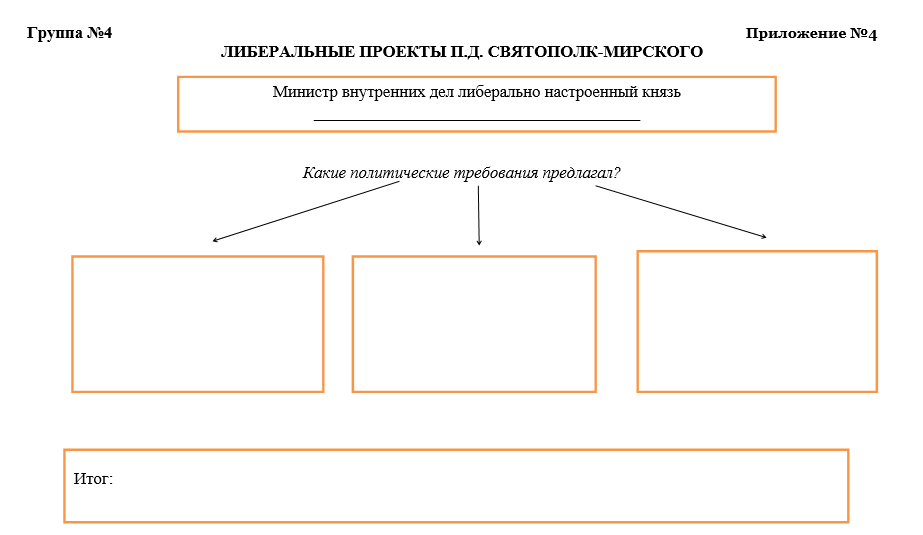 Группа №4
Приложение №4
ЛИБЕРАЛЬНЫЕ ПРОЕКТЫ П.Д. СВЯТОПОЛК-МИРСКОГО
Министр внутренних дел либерально настроенный князь
Какие политические требования предлагал?
Итог: